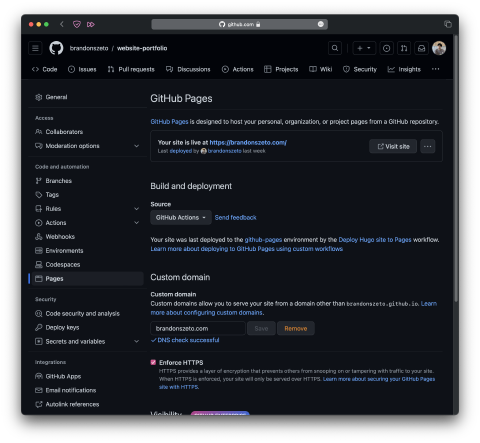 github.com
brandonszeto / website-portfolio
Code Issues Pull requests Discussions Actions Projects Wiki Security Insights
General
Access
Collaborators
Moderation options
Code and automation
Branches
Tags
Rules
Actions
Webhooks
Environments
Codespaces
Pages
Security
Code security and analysis
Deploy keys
Secrets and variables
Integrations
GitHub Apps
Email notifications
Autolink references
GitHub Pages
GitHub Pages is designed to host your personal, organization, or project pages from a GitHub repository.
Your site is live at https://brandonszeto.com/
Last deployed by brandonszeto last week
Visit site
Build and deployment
Source
GitHub Actions Send feedback
Your site was last deployed to the github-pages environment by the Deploy Hugo site to Pages workflow.
Learn more about deploying to GitHub Pages using custom workflows
Custom domain
Custom domain
Custom domains allow you to serve your site from a domain other than brandonszeto.github.io. Learn
more about configuring custom domains.
brandonszeto.com Save Remove
DNS check successful
Enforce HTTPS
HTTPS provides a layer of encryption that prevents others from snooping on or tampering with traffic to your site.
When HTTPS is enforced, your site will only be served over HTTPS. Learn more about securing your GitHub Pages
site with HTTPS.
Visibility